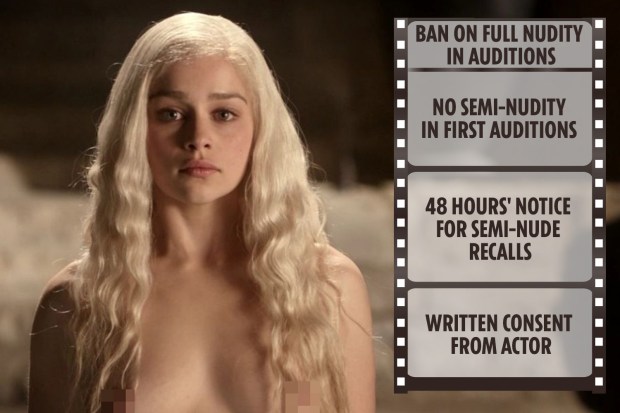 BAN ON FULL NUDITY
IN AUDITIONS
NO SEMI-NUDITY
IN FIRST AUDITIONS
48 HOURS' NOTICE
FOR SEMI-NUDE
RECALLS
WRITTEN CONSENT
FROM ACTOR